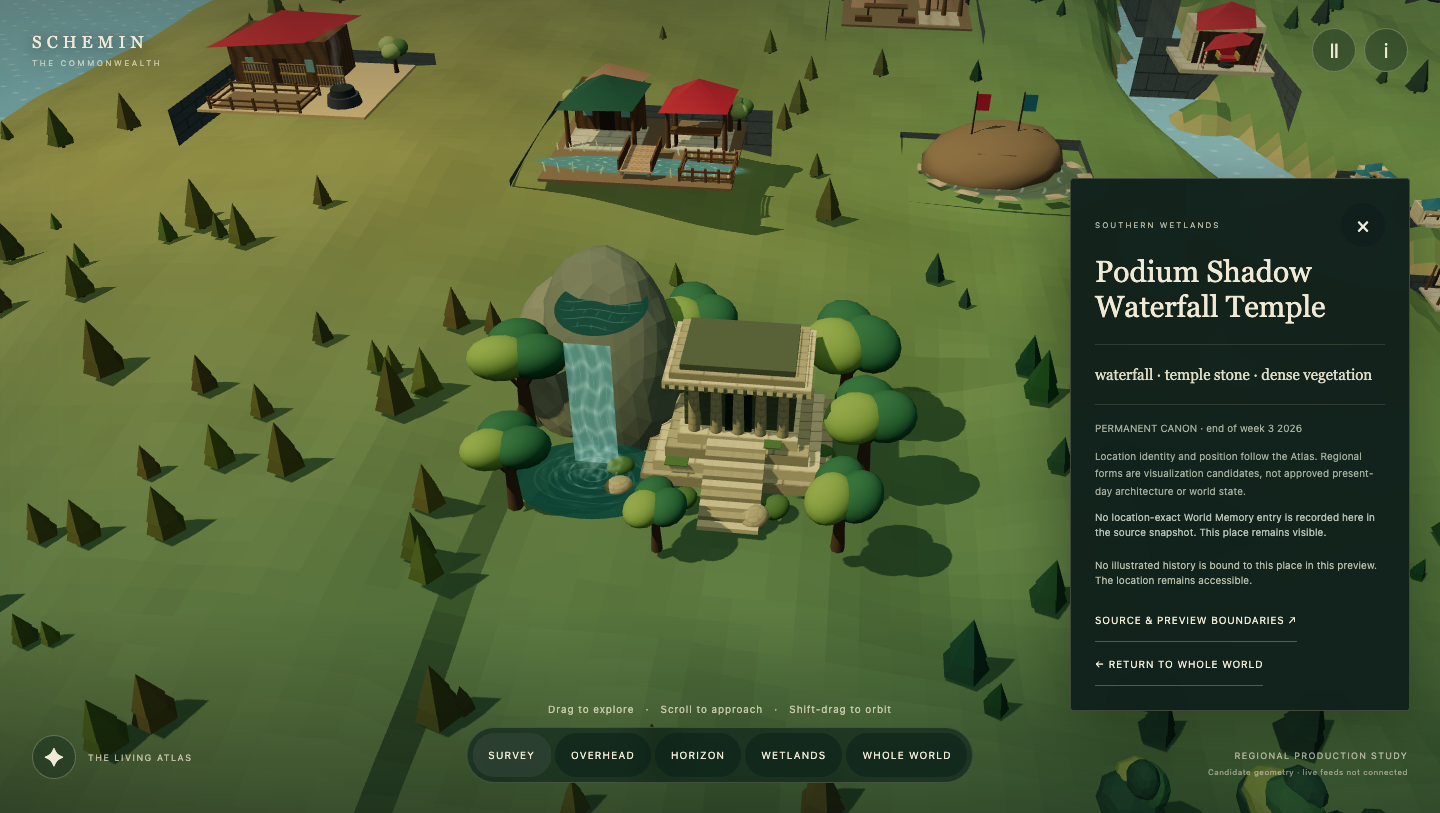 SCHEMIN
THE COMMONWEALTH
i
SOUTHERN WETLANDS
×
Podium Shadow
Waterfall Temple
waterfall · temple stone · dense vegetation
PERMANENT CANON · end of week 3 2026
Location identity and position follow the Atlas. Regional
forms are visualization candidates, not approved present-
day architecture or world state.
No location-exact World Memory entry is recorded here in
the source snapshot. This place remains visible.
No illustrated history is bound to this place in this preview.
The location remains accessible.
SOURCE & PREVIEW BOUNDARIES ↗
← RETURN TO WHOLE WORLD
Drag to explore · Scroll to approach · Shift-drag to orbit
SURVEY OVERHEAD HORIZON WETLANDS WHOLE WORLD
THE LIVING ATLAS
REGIONAL PRODUCTION STUDY
Candidate geometry · live feeds not connected